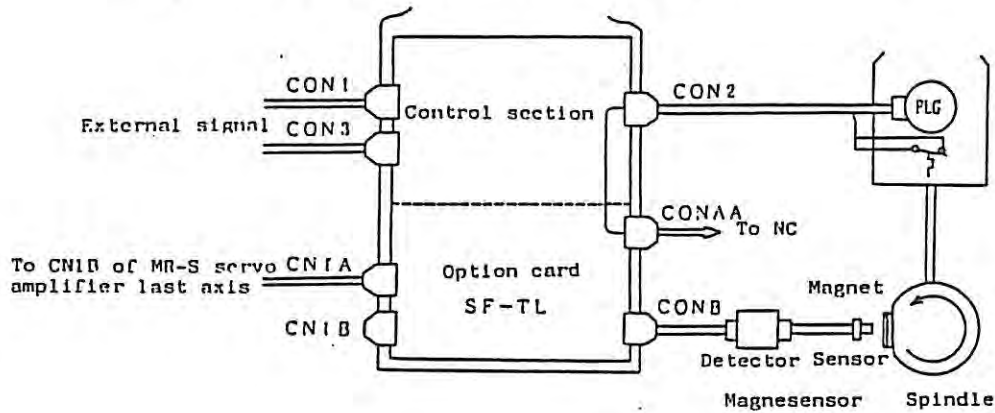 CON1
External signal
CON3
Control section
CON2
PLG
CONAA
To NC
To CN1B of MR-S servo
amplifier last axis
CN1A
CN1B
Option card
SF-TL
CONB
Magnet
Detector Sensor
Magnesensor
Spindle